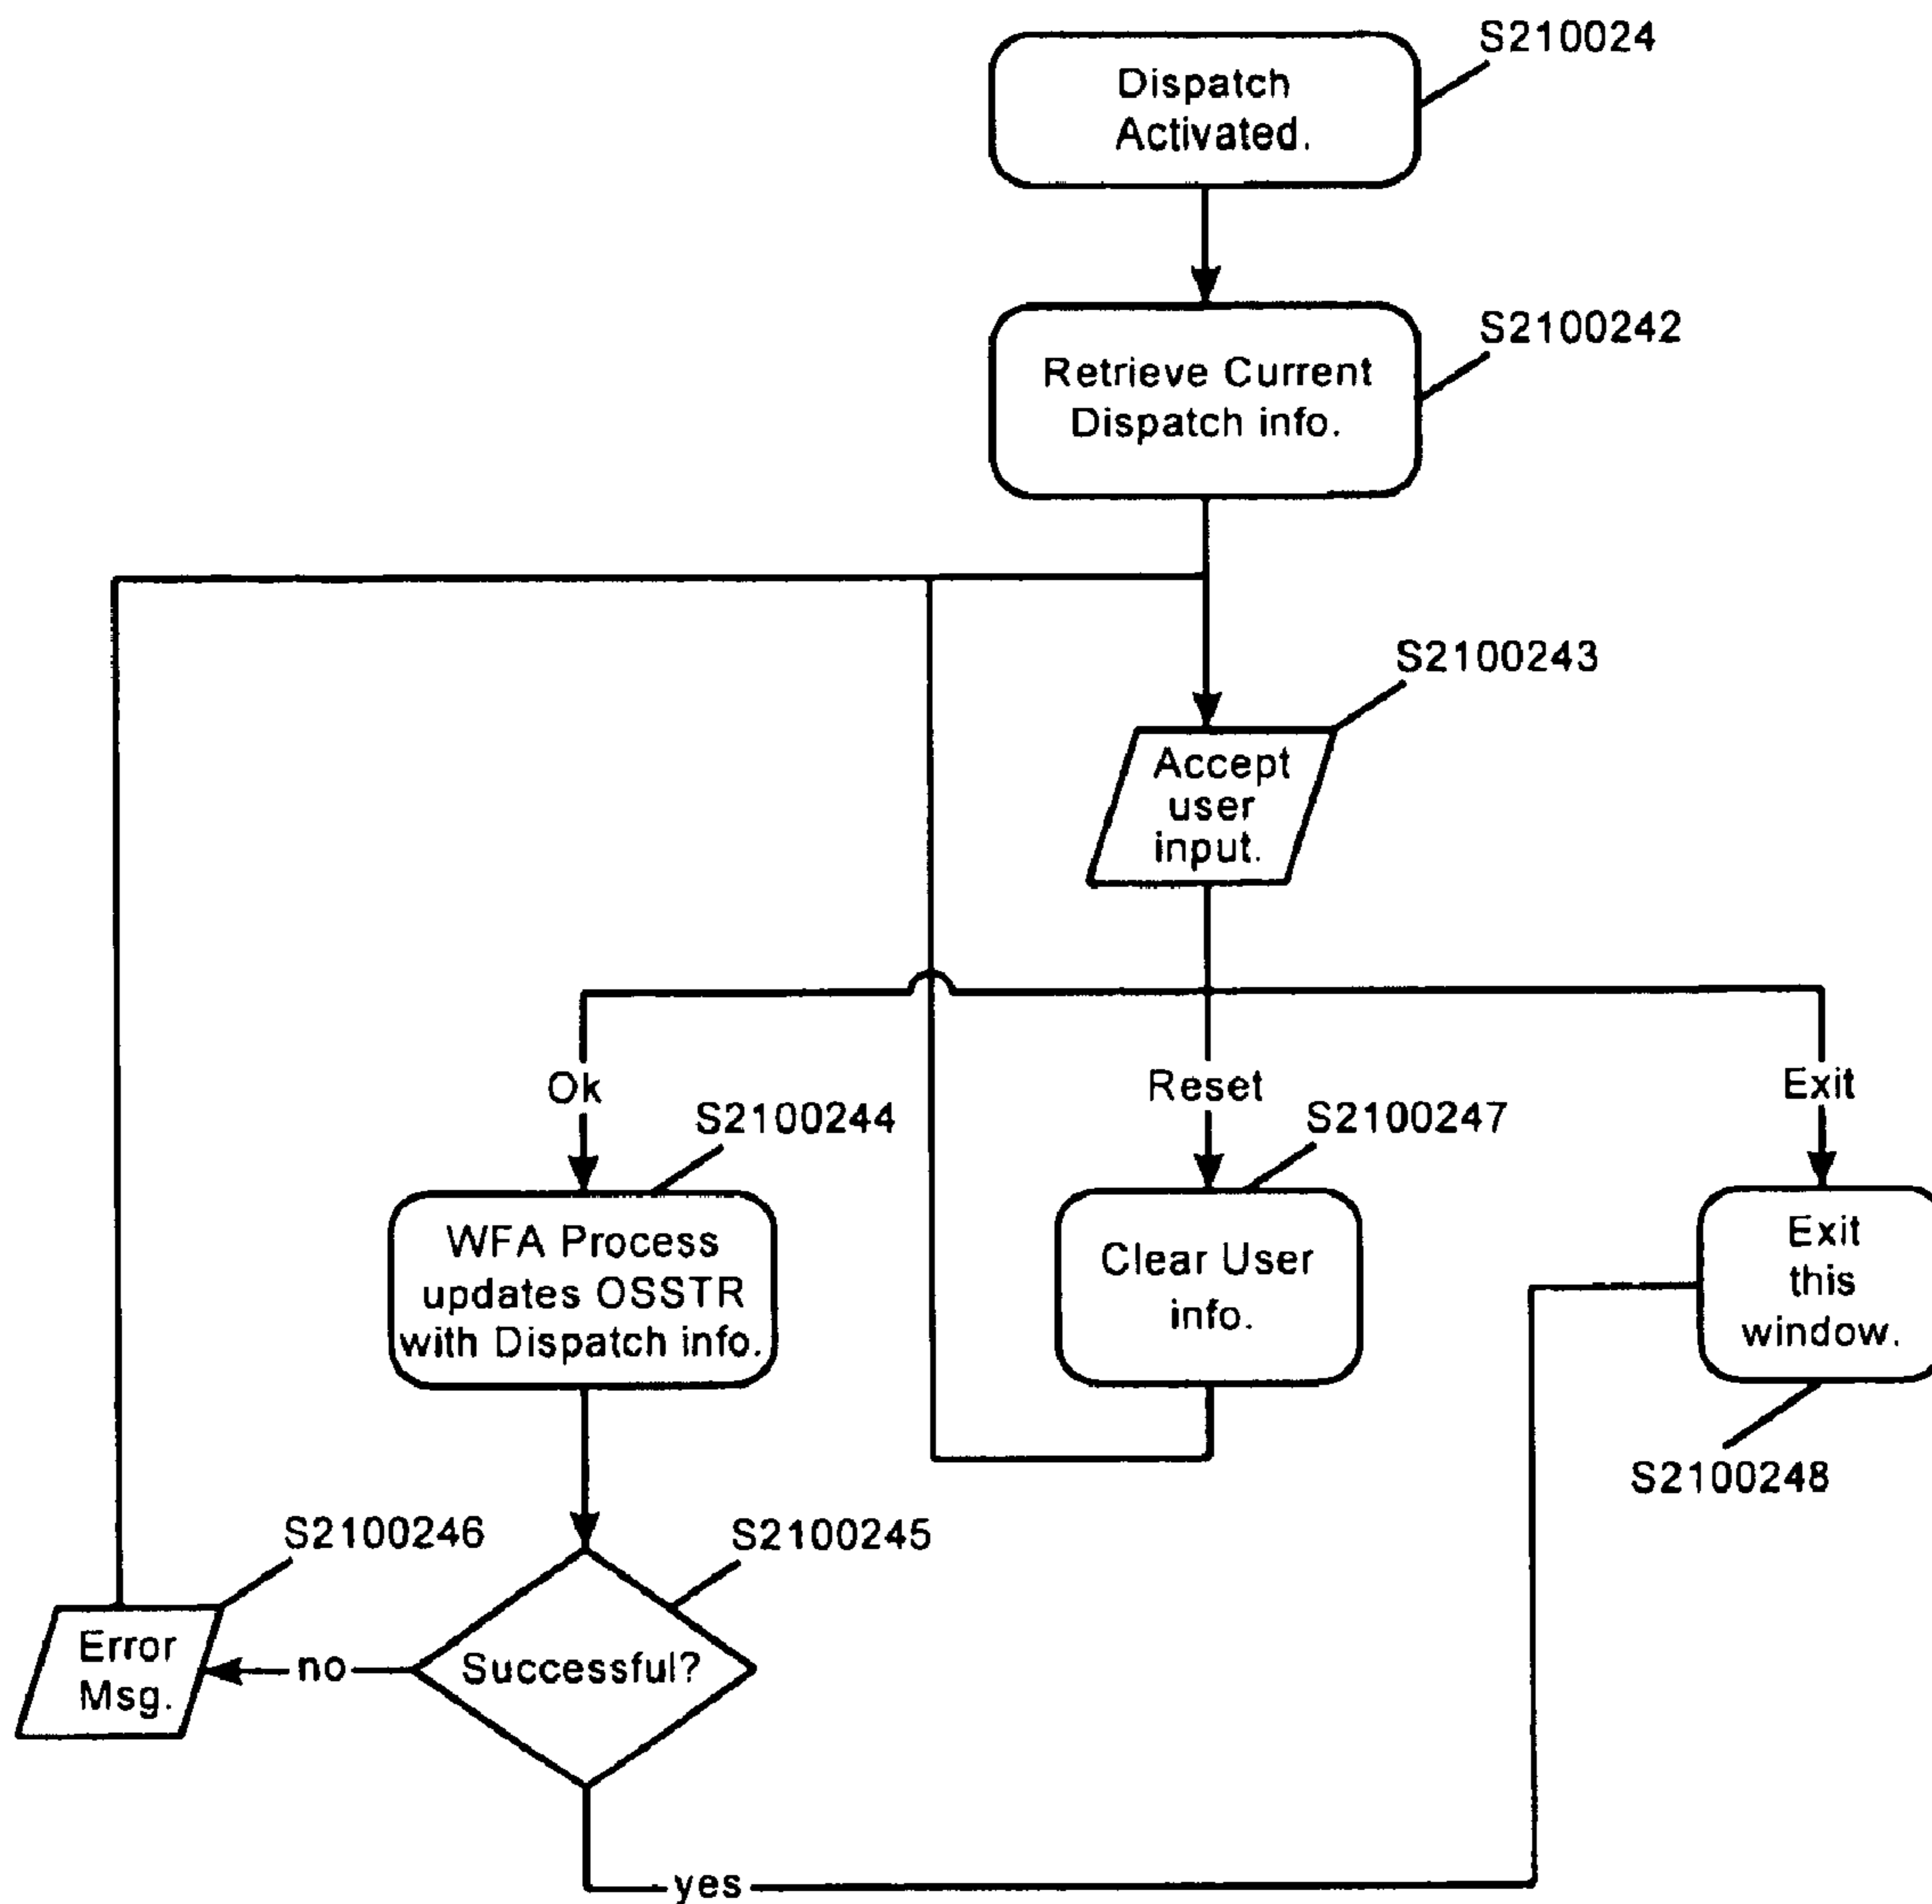 S210024
Dispatch
Activated.
S2100242
Retrieve Current
Dispatch info.
S2100243
Accept
user
input.
Ok
Reset
Exit
S2100244
WFA Process
updates OSSTR
with Dispatch info.
S2100247
Clear User
info.
Exit
this
window.
S2100248
S2100246
Error
Msg.
no
S2100245
Successful?
yes